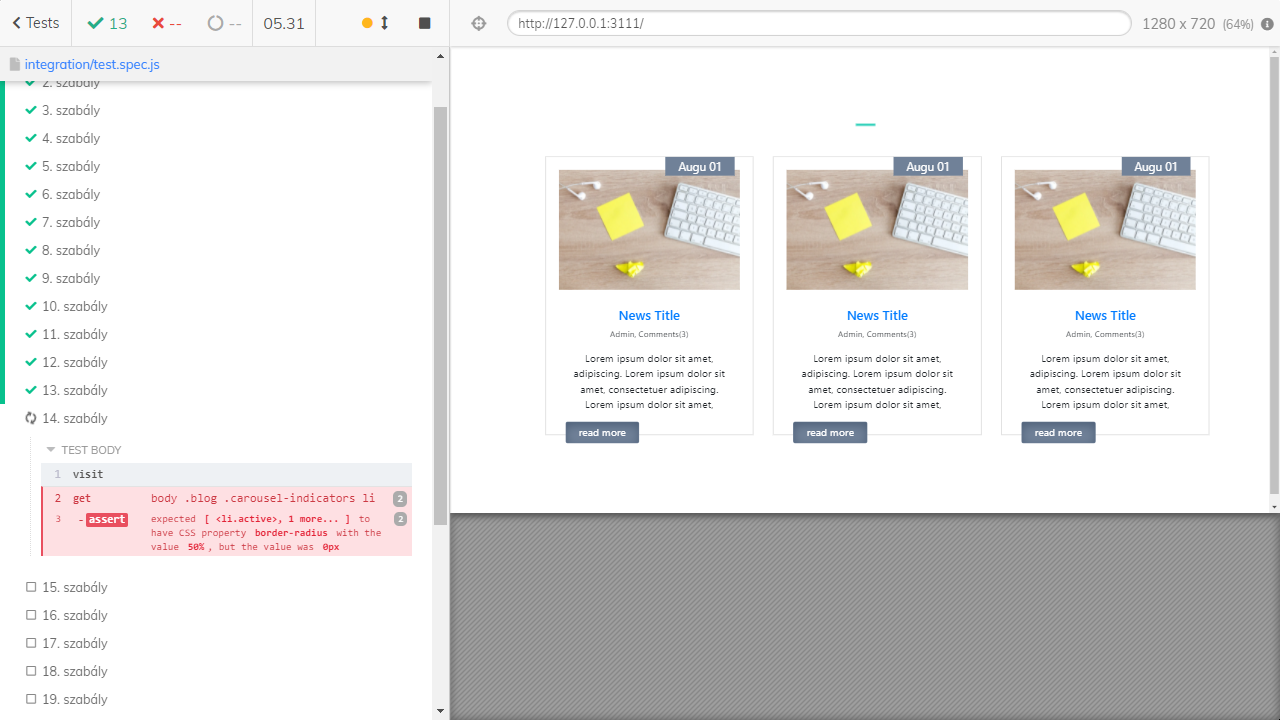 Tests
13
--
--
05.31
http://127.0.0.1:3111/
1280 x 720 (64%)
integration/test.spec.js
2. szabály
3. szabály
4. szabály
5. szabály
6. szabály
7. szabály
8. szabály
9. szabály
10. szabály
11. szabály
12. szabály
13. szabály
14. szabály
TEST BODY
1 visit
2 get body .blog .carousel-indicators li 2
3 - assert expected [ <li.active>, 1 more... ] to 2
have CSS property border-radius with the
value 50% , but the value was 0px
15. szabály
16. szabály
17. szabály
18. szabály
19. szabály
Augu 01
News Title
Admin, Comments(3)
Lorem ipsum dolor sit amet,
adipiscing. Lorem ipsum dolor sit
amet, consectetuer adipiscing.
Lorem ipsum dolor sit amet,
read more
Augu 01
News Title
Admin, Comments(3)
Lorem ipsum dolor sit amet,
adipiscing. Lorem ipsum dolor sit
amet, consectetuer adipiscing.
Lorem ipsum dolor sit amet,
read more
Augu 01
News Title
Admin, Comments(3)
Lorem ipsum dolor sit amet,
adipiscing. Lorem ipsum dolor sit
amet, consectetuer adipiscing.
Lorem ipsum dolor sit amet,
read more